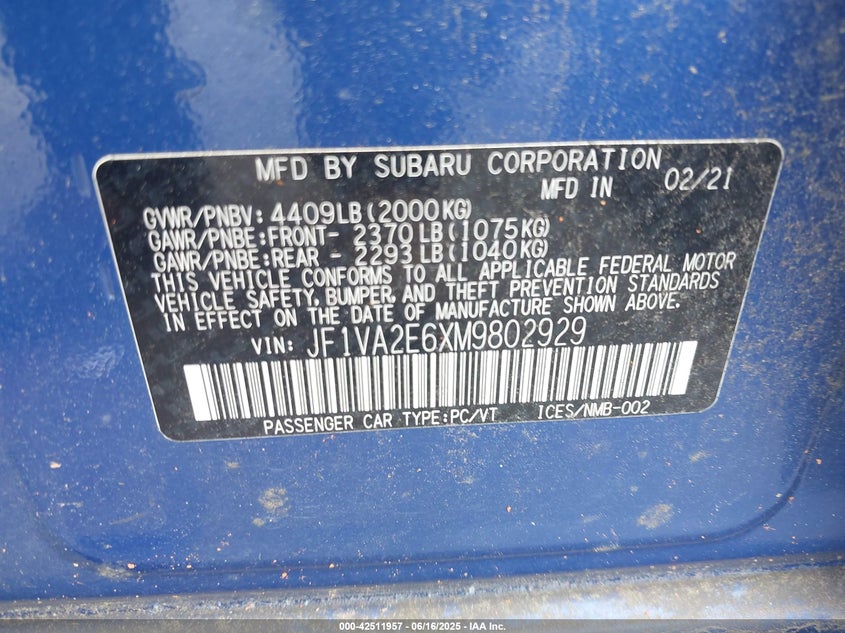 MFD BY SUBARU CORPORATION
MFD IN 02/21
GVWR/PNBV: 4409LB(2000KG)
GAWR/PNBE:FRONT- 2370LB(1075KG)
GAWR/PNBE:REAR - 2293LB(1040KG)
THIS VEHICLE CONFORMS TO ALL APPLICABLE FEDERAL MOTOR
VEHICLE SAFETY, BUMPER, AND THEFT PREVENTION STANDARDS
IN EFFECT ON THE DATE OF MANUFACTURE SHOWN ABOVE.
VIN: JF1VA2E6XM9802929
PASSENGER CAR TYPE:PC/VT ICES/NMB-002
000-42511957 - 06/16/2025 - IAA Inc.